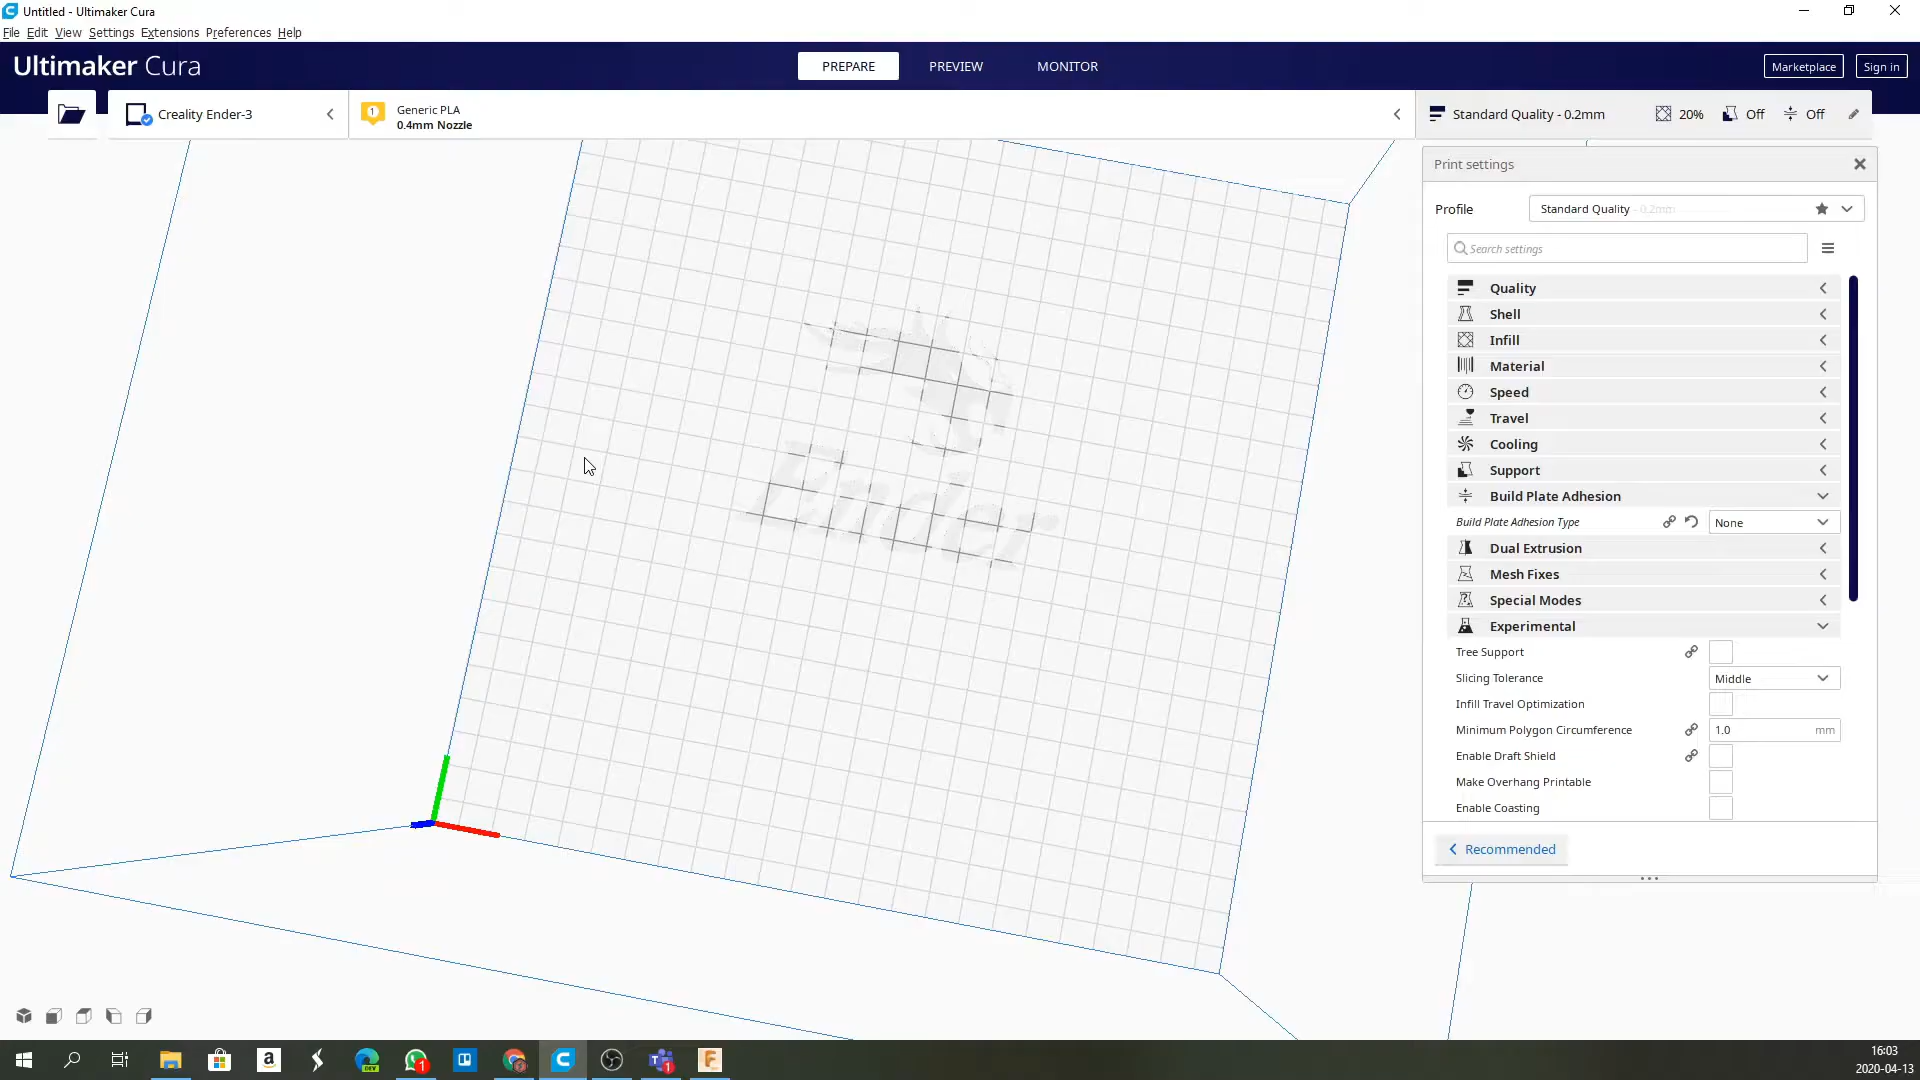 Untitled - Ultimaker Cura
File Edit View Settings Extensions Preferences Help
Ultimaker Cura
PREPARE PREVIEW MONITOR
Marketplace Sign in
Creality Ender-3
1
Generic PLA
0.4mm Nozzle
Standard Quality - 0.2mm 20% Off Off
Print settings
Profile Standard Quality - 0.2mm
Search settings
Quality
Shell
Infill
Material
Speed
Travel
Cooling
Support
Build Plate Adhesion
Build Plate Adhesion Type None
Dual Extrusion
Mesh Fixes
Special Modes
Experimental
Tree Support
Slicing Tolerance Middle
Infill Travel Optimization
Minimum Polygon Circumference 1.0 mm
Enable Draft Shield
Make Overhang Printable
Enable Coasting
Recommended
Ender
16:03
2020-04-13